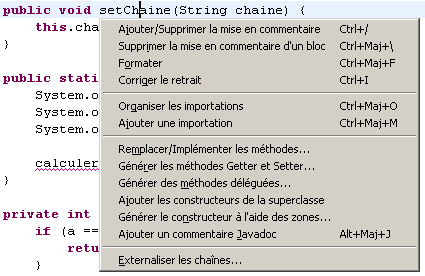 public void setChaine(String chaine) {
this.cha
Ajouter/Supprimer la mise en commentaire Ctrl+/
}
Supprimer la mise en commentaire d'un bloc Ctrl+Maj+\
Formater Ctrl+Maj+F
public stati
Corriger le retrait Ctrl+I
System.o
System.o
Organiser les importations Ctrl+Maj+O
System.o
Ajouter une importation Ctrl+Maj+M
Remplacer/Implémenter les méthodes...
calculer
Générer les méthodes Getter et Setter...
}
Générer des méthodes déléguées...
Ajouter les constructeurs de la superclasse
private int
Générer le constructeur à l'aide des zones...
if (a ==
Ajouter un commentaire Javadoc Alt+Maj+J
retu
}
Externaliser les chaînes...